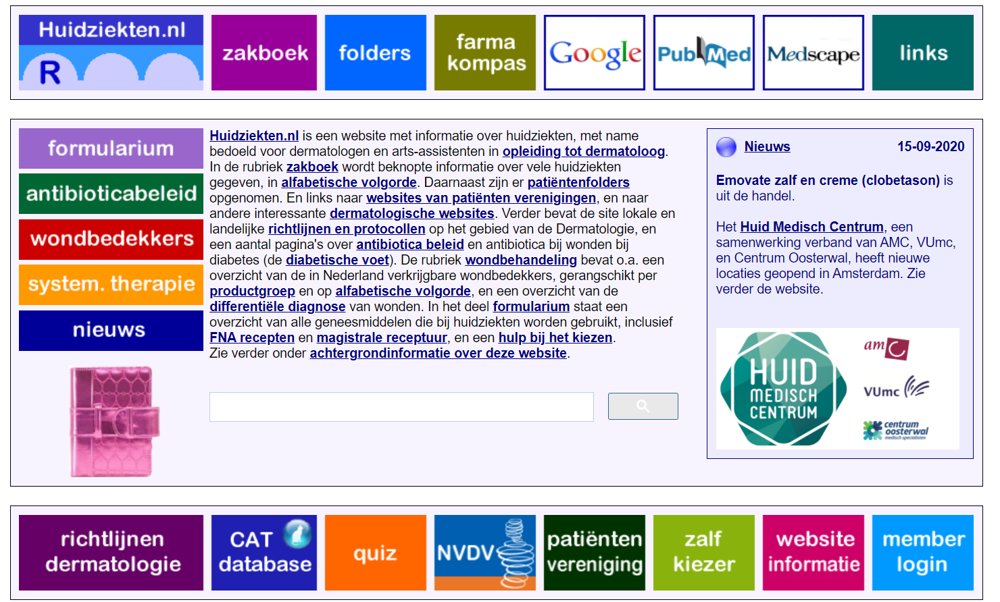 Huidziekten.nl
R
zakboek
folders
farma
kompas
Google
PubMed
Medscape
links
formularium
antibioticabeleid
wondbedekkers
system. therapie
nieuws
Huidziekten.nl is een website met informatie over huidziekten, met name
bedoeld voor dermatologen en arts-assistenten in opleiding tot dermatoloog.
In de rubriek zakboek wordt beknopte informatie over vele huidziekten
gegeven, in alfabetische volgorde. Daarnaast zijn er patiëntenfolders
opgenomen. En links naar websites van patiënten verenigingen, en naar
andere interessante dermatologische websites. Verder bevat de site lokale en
landelijke richtlijnen en protocollen op het gebied van de Dermatologie, en
een aantal pagina's over antibiotica beleid en antibiotica bij wonden bij
diabetes (de diabetische voet). De rubriek wondbehandeling bevat o.a. een
overzicht van de in Nederland verkrijgbare wondbedekkers, gerangschikt per
productgroep en op alfabetische volgorde, en een overzicht van de
differentiële diagnose van wonden. In het deel formularium staat een
overzicht van alle geneesmiddelen die bij huidziekten worden gebruikt, inclusief
FNA recepten en magistrale receptuur, en een hulp bij het kiezen.
Zie verder onder achtergrondinformatie over deze website.
Nieuws 15-09-2020
Emovate zalf en creme (clobetason) is
uit de handel.
Het Huid Medisch Centrum, een
samenwerking verband van AMC, VUmc,
en Centrum Oosterwal, heeft nieuwe
locaties geopend in Amsterdam. Zie
verder de website.
HUID
MEDISCH
CENTRUM
amC
VUmc
centrum
oosterwal
medisch specialisten
richtlijnen
dermatologie
CAT
database
quiz
NVDV
patiënten
vereniging
zalf
kiezer
website
informatie
member
login